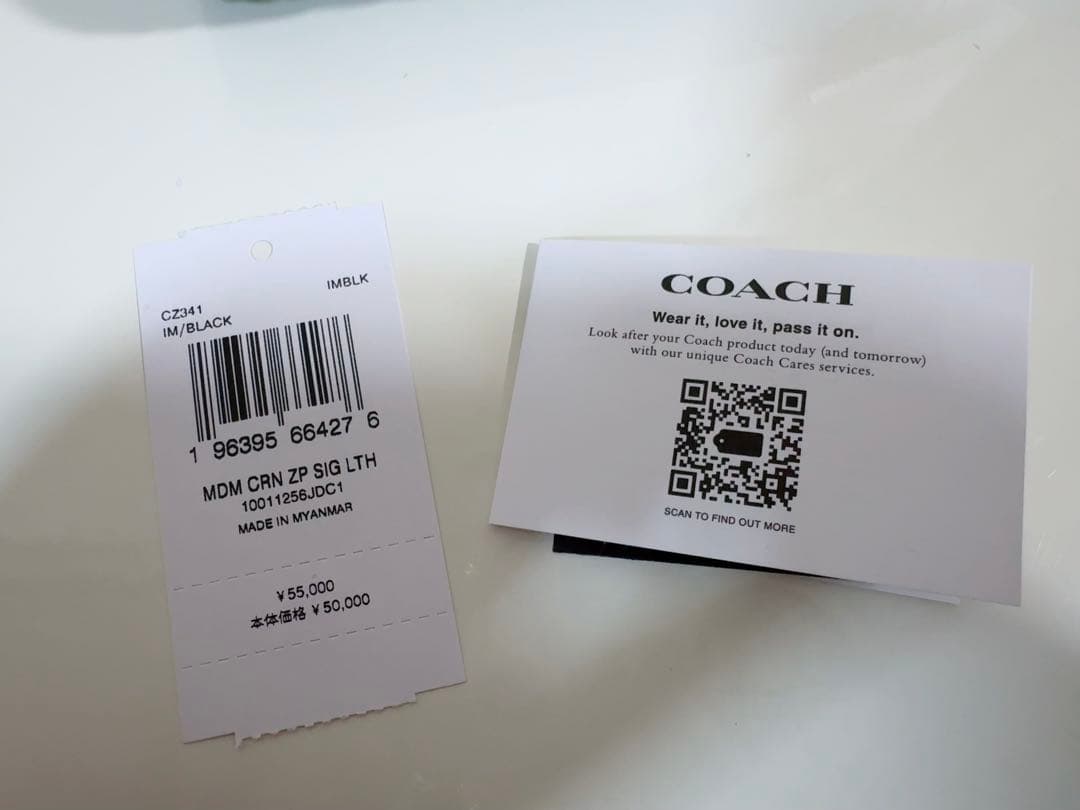 IMBLK
CZ341
IM/BLACK
1 96395 66427 6
MDM CRN ZP SIG LTH
10011256JDC1
MADE IN MYANMAR
¥55,000
本体価格 ¥50,000
COACH
Wear it, love it, pass it on.
Look after your Coach product today (and tomorrow)
with our unique Coach Cares services.
SCAN TO FIND OUT MORE